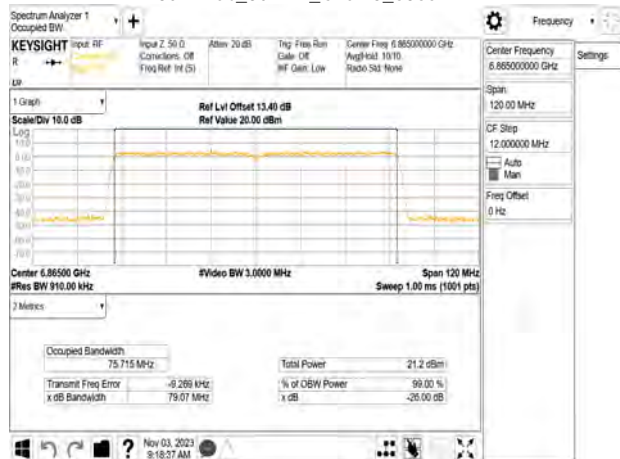 Spectrum Analyzer 1
Occupied BW
Frequency
KEYSIGHT
Input: RF
Input Z: 50 Ω
Atten: 20 dB
Trig: Free Run
Center Freq: 6.865000000 GHz
R
Corrections: Off
Gate: Off
Avg|Hold: 10/10
Freq Ref: Int (S)
#IF Gain: Low
Radio Std: None
Center Frequency
6.865000000 GHz
Settings
Span
120.00 MHz
CF Step
12.000000 MHz
Auto
Man
Freq Offset
0 Hz
1 Graph
Ref Lvl Offset 13.40 dB
Scale/Div 10.0 dB
Ref Value 20.00 dBm
Log
Center 6.86500 GHz
#Video BW 3.0000 MHz
Span 120 MHz
#Res BW 910.00 kHz
Sweep 1.00 ms (1001 pts)
2 Metrics
Occupied Bandwidth
75.715 MHz
Total Power
21.2 dBm
Transmit Freq Error
-9.269 kHz
% of OBW Power
99.00 %
x dB Bandwidth
79.07 MHz
x dB
-26.00 dB
Nov 03, 2023
9:18:37 AM